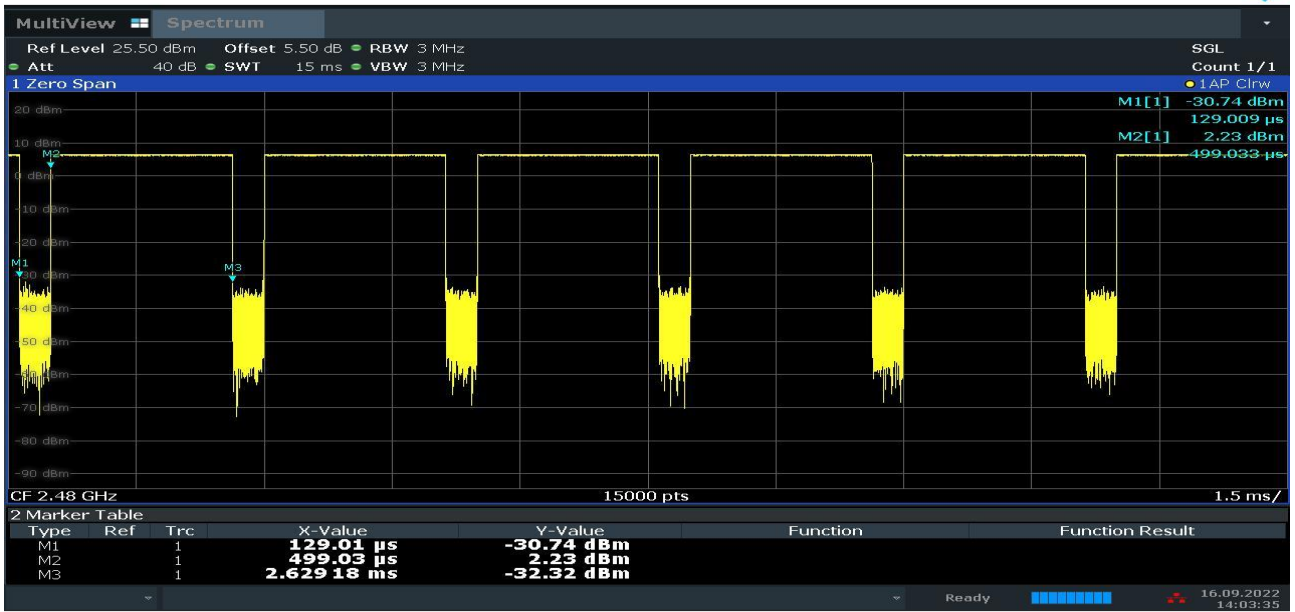 MultiView Spectrum
Ref Level 25.50 dBm Offset 5.50 dB RBW 3 MHz SGL
Att 40 dB SWT 15 ms VBW 3 MHz Count 1/1
1 Zero Span 1AP Clrw
M1[1] -30.74 dBm
20 dBm
129.009 µs
M2[1] 2.23 dBm
10 dBm
M2
499.033 µs
0 dBm
-10 dBm
-20 dBm
M1
M3
-30 dBm
-40 dBm
-50 dBm
-60 dBm
-70 dBm
-80 dBm
-90 dBm
CF 2.48 GHz 15000 pts 1.5 ms/
2 Marker Table
Type Ref Trc X-Value Y-Value Function Function Result
M1 1 129.01 µs -30.74 dBm
M2 1 499.03 µs 2.23 dBm
M3 1 2.629 18 ms -32.32 dBm
Ready 16.09.2022
14:03:35